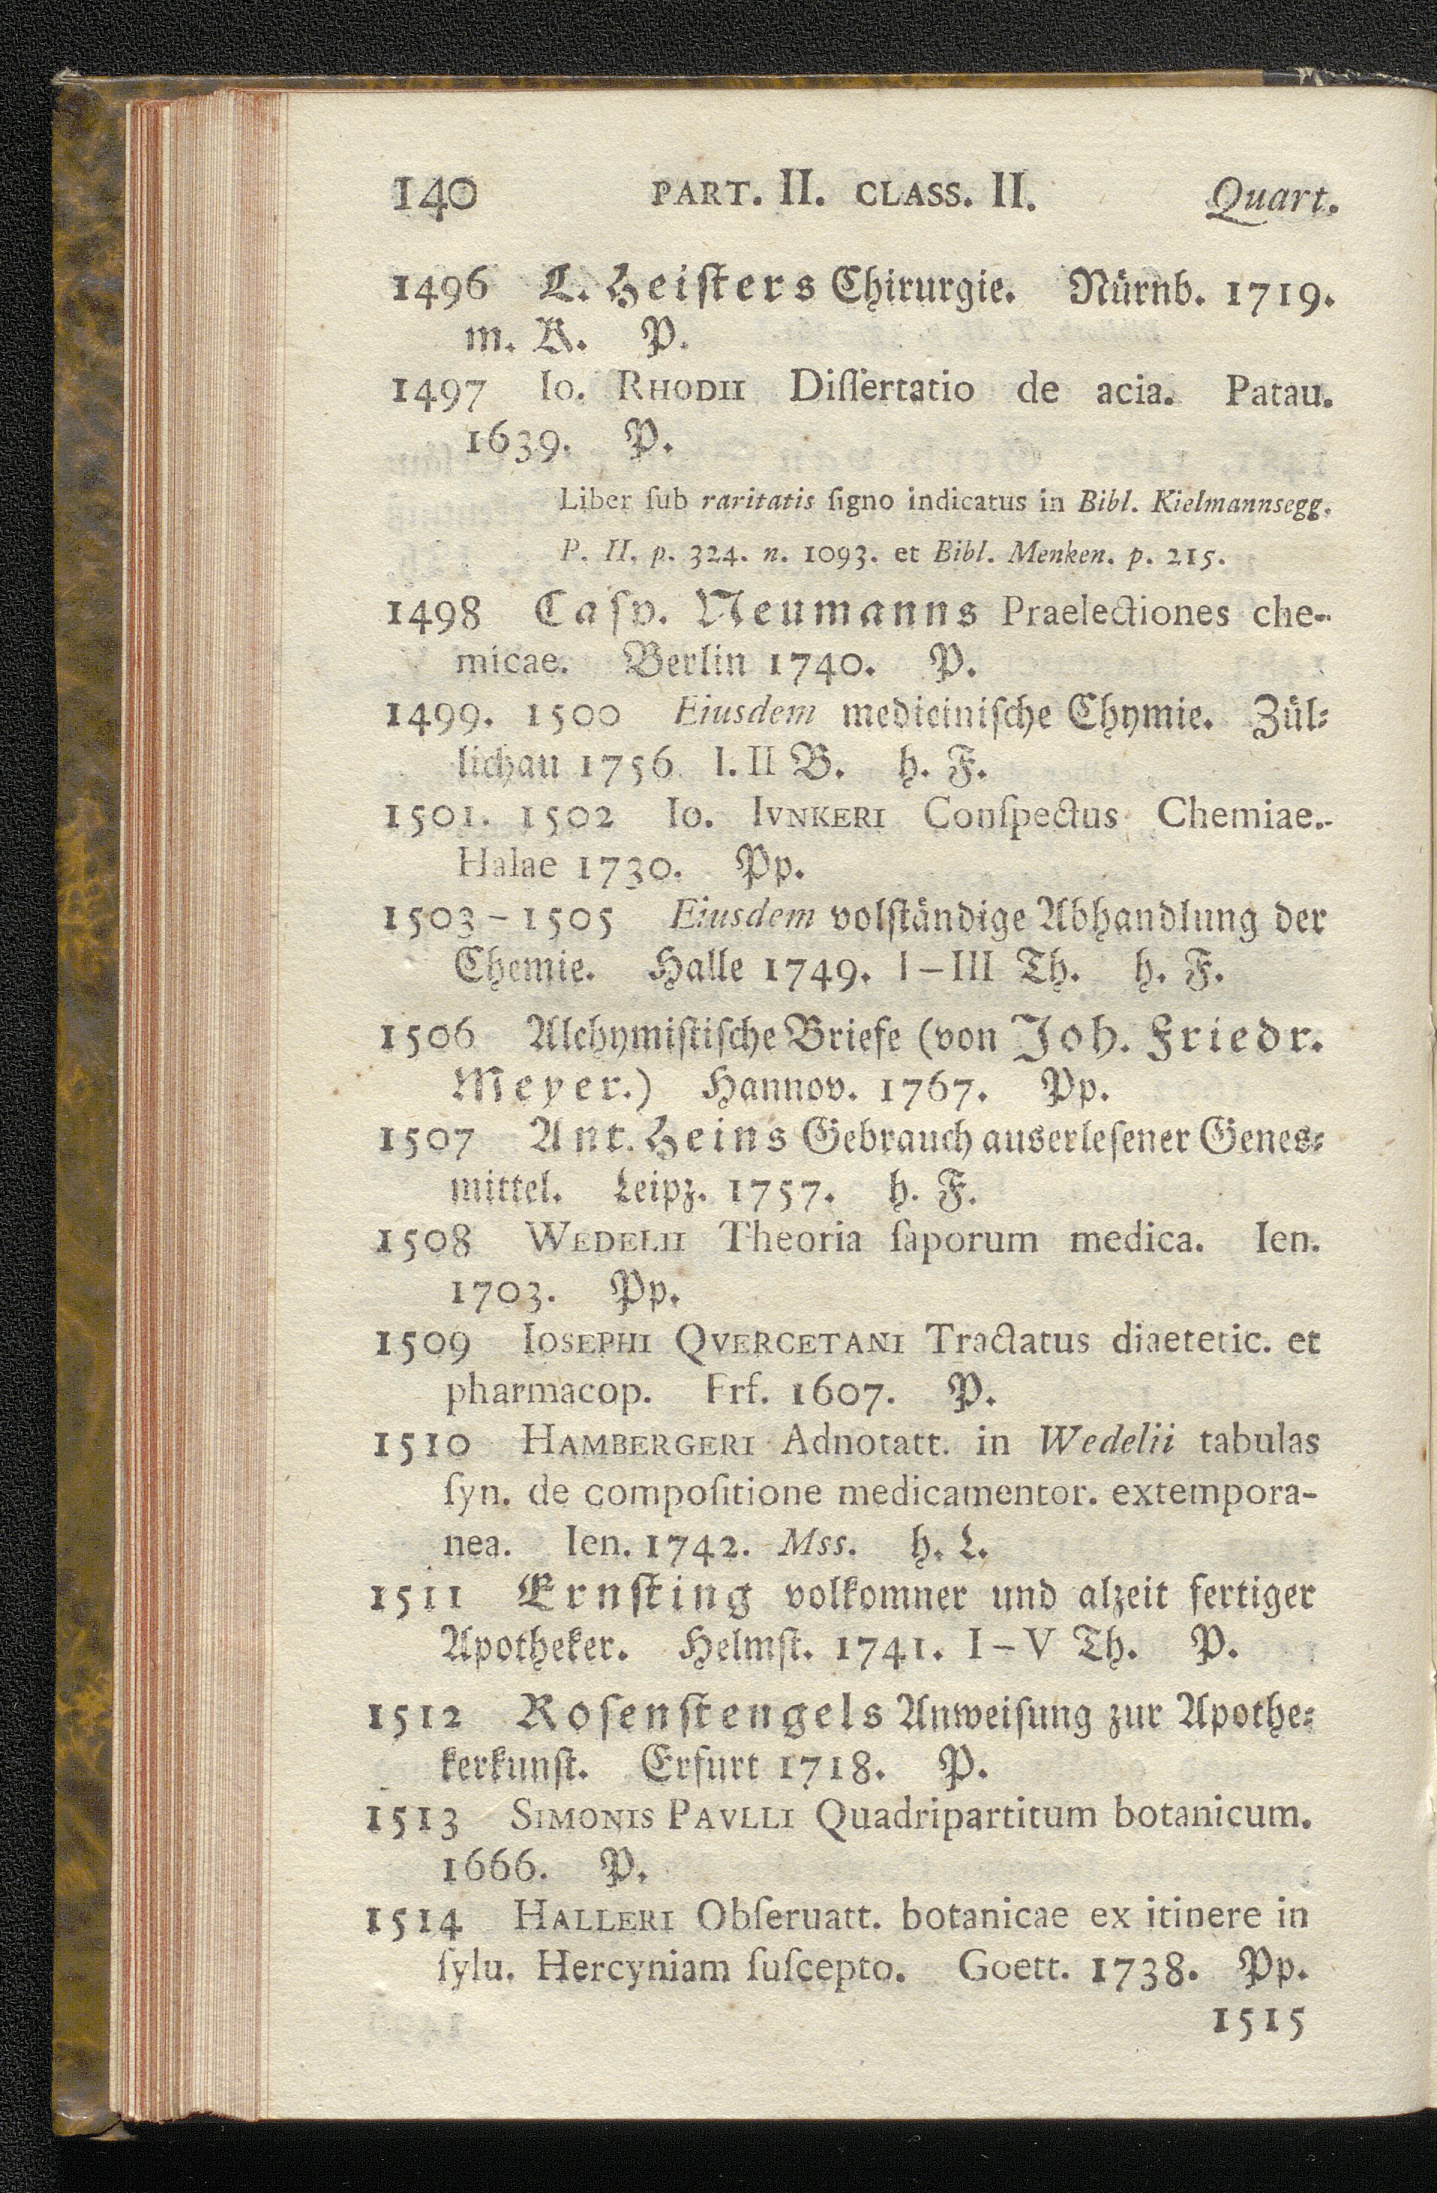 140 PART. II. CLASS. II. Quart.
1496 L. Heiſters Chirurgie. Nürnb. 1719.
m. K. P.
1497 Io. RHODII Diſſertatio de acia. Patau.
1639. P.
Liber ſub raritatis ſigno indicatus in Bibl. Kielmannsegg.
P. II. p. 324. n. 1093. et Bibl. Menken. p. 215.
1498 Caſp. Neumanns Praelectiones che-
micae. Berlin 1740. P.
1499. 1500 Eiusdem mediciniſche Chymie. Zül-
lichau 1756 I. II B. h. F.
1501. 1502 Io. IVNKERI Conſpectus Chemiae.
Halae 1730. Pp.
1503-1505 Eiusdem volſtändige Abhandlung der
Chemie. Halle 1749. I-III Th. h. F.
1506 Alchymiſtiſche Briefe (von Joh. Friedr.
Meyer.) Hannov. 1767. Pp.
1507 Ant. Heins Gebrauch auserleſener Genes-
mittel. Leipz. 1757. h. F.
1508 WEDELII Theoria ſaporum medica. Ien.
1703. Pp.
1509 IOSEPHI QVERCETANI Tractatus diaetetic. et
pharmacop. Frf. 1607. P.
1510 HAMBERGERI Adnotatt. in Wedelii tabulas
ſyn. de compoſitione medicamentor. extempora-
nea. Ien. 1742. Mss. h. L.
1511 Ernſting volkomner und alzeit fertiger
Apotheker. Helmſt. 1741. I-V Th. P.
1512 Roſenſtengels Anweiſung zur Apothe-
kerkunſt. Erfurt 1718. P.
1513 SIMONIS PAVLLI Quadripartitum botanicum.
1666. P.
1514 HALLERI Obſeruatt. botanicae ex itinere in
ſylu. Hercyniam ſuſcepto. Goett. 1738. Pp.
1515